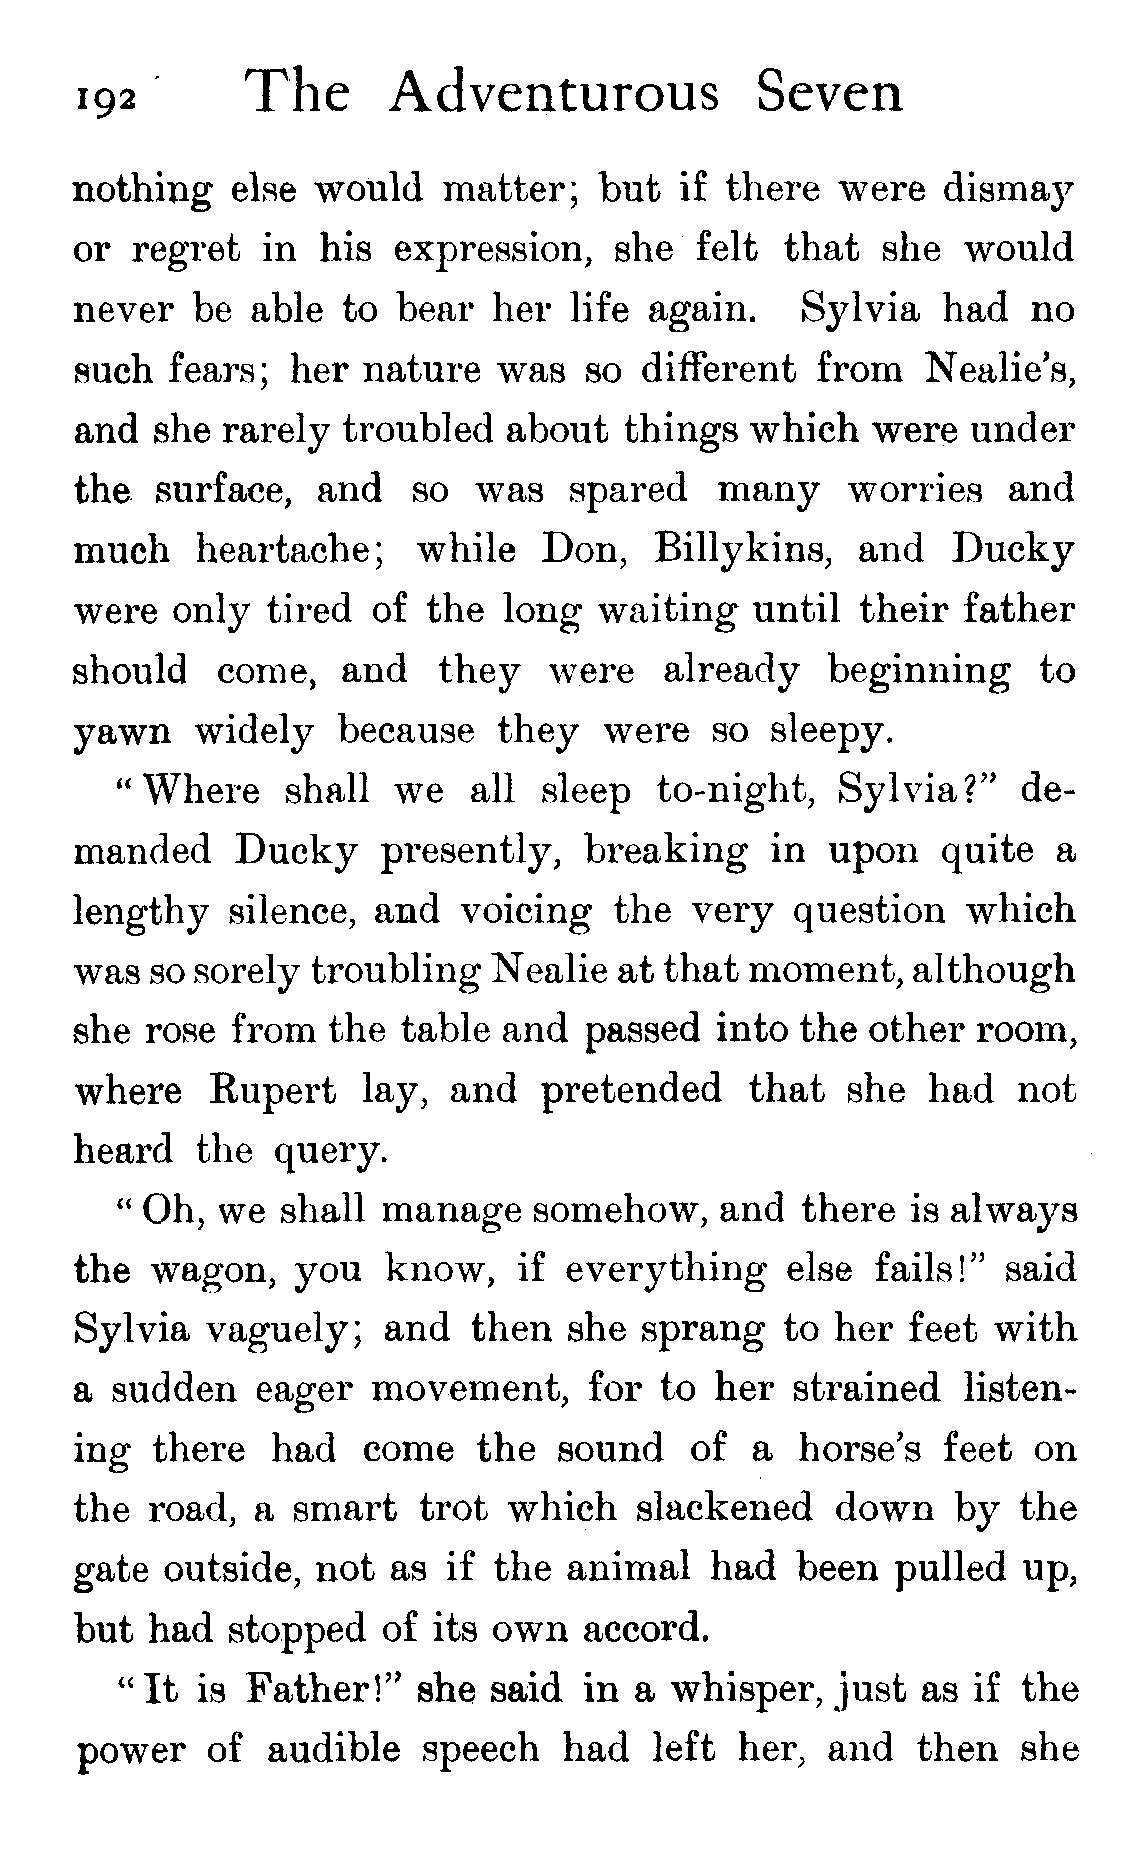 192 The Adventurous Seven
nothing else would matter; but if there were dismay
or regret in his expression, she felt that she would
never be able to bear her life again. Sylvia had no
such fears; her nature was so different from Nealie's,
and she rarely troubled about things which were under
the surface, and so was spared many worries and
much heartache; while Don, Billykins, and Ducky
were only tired of the long waiting until their father
should come, and they were already beginning to
yawn widely because they were so sleepy.
“Where shall we all sleep to-night, Sylvia?” de-
manded Ducky presently, breaking in upon quite a
lengthy silence, and voicing the very question which
was so sorely troubling Nealie at that moment, although
she rose from the table and passed into the other room,
where Rupert lay, and pretended that she had not
heard the query.
“Oh, we shall manage somehow, and there is always
the wagon, you know, if everything else fails!” said
Sylvia vaguely; and then she sprang to her feet with
a sudden eager movement, for to her strained listen-
ing there had come the sound of a horse's feet on
the road, a smart trot which slackened down by the
gate outside, not as if the animal had been pulled up,
but had stopped of its own accord.
“It is Father!” she said in a whisper, just as if the
power of audible speech had left her, and then she